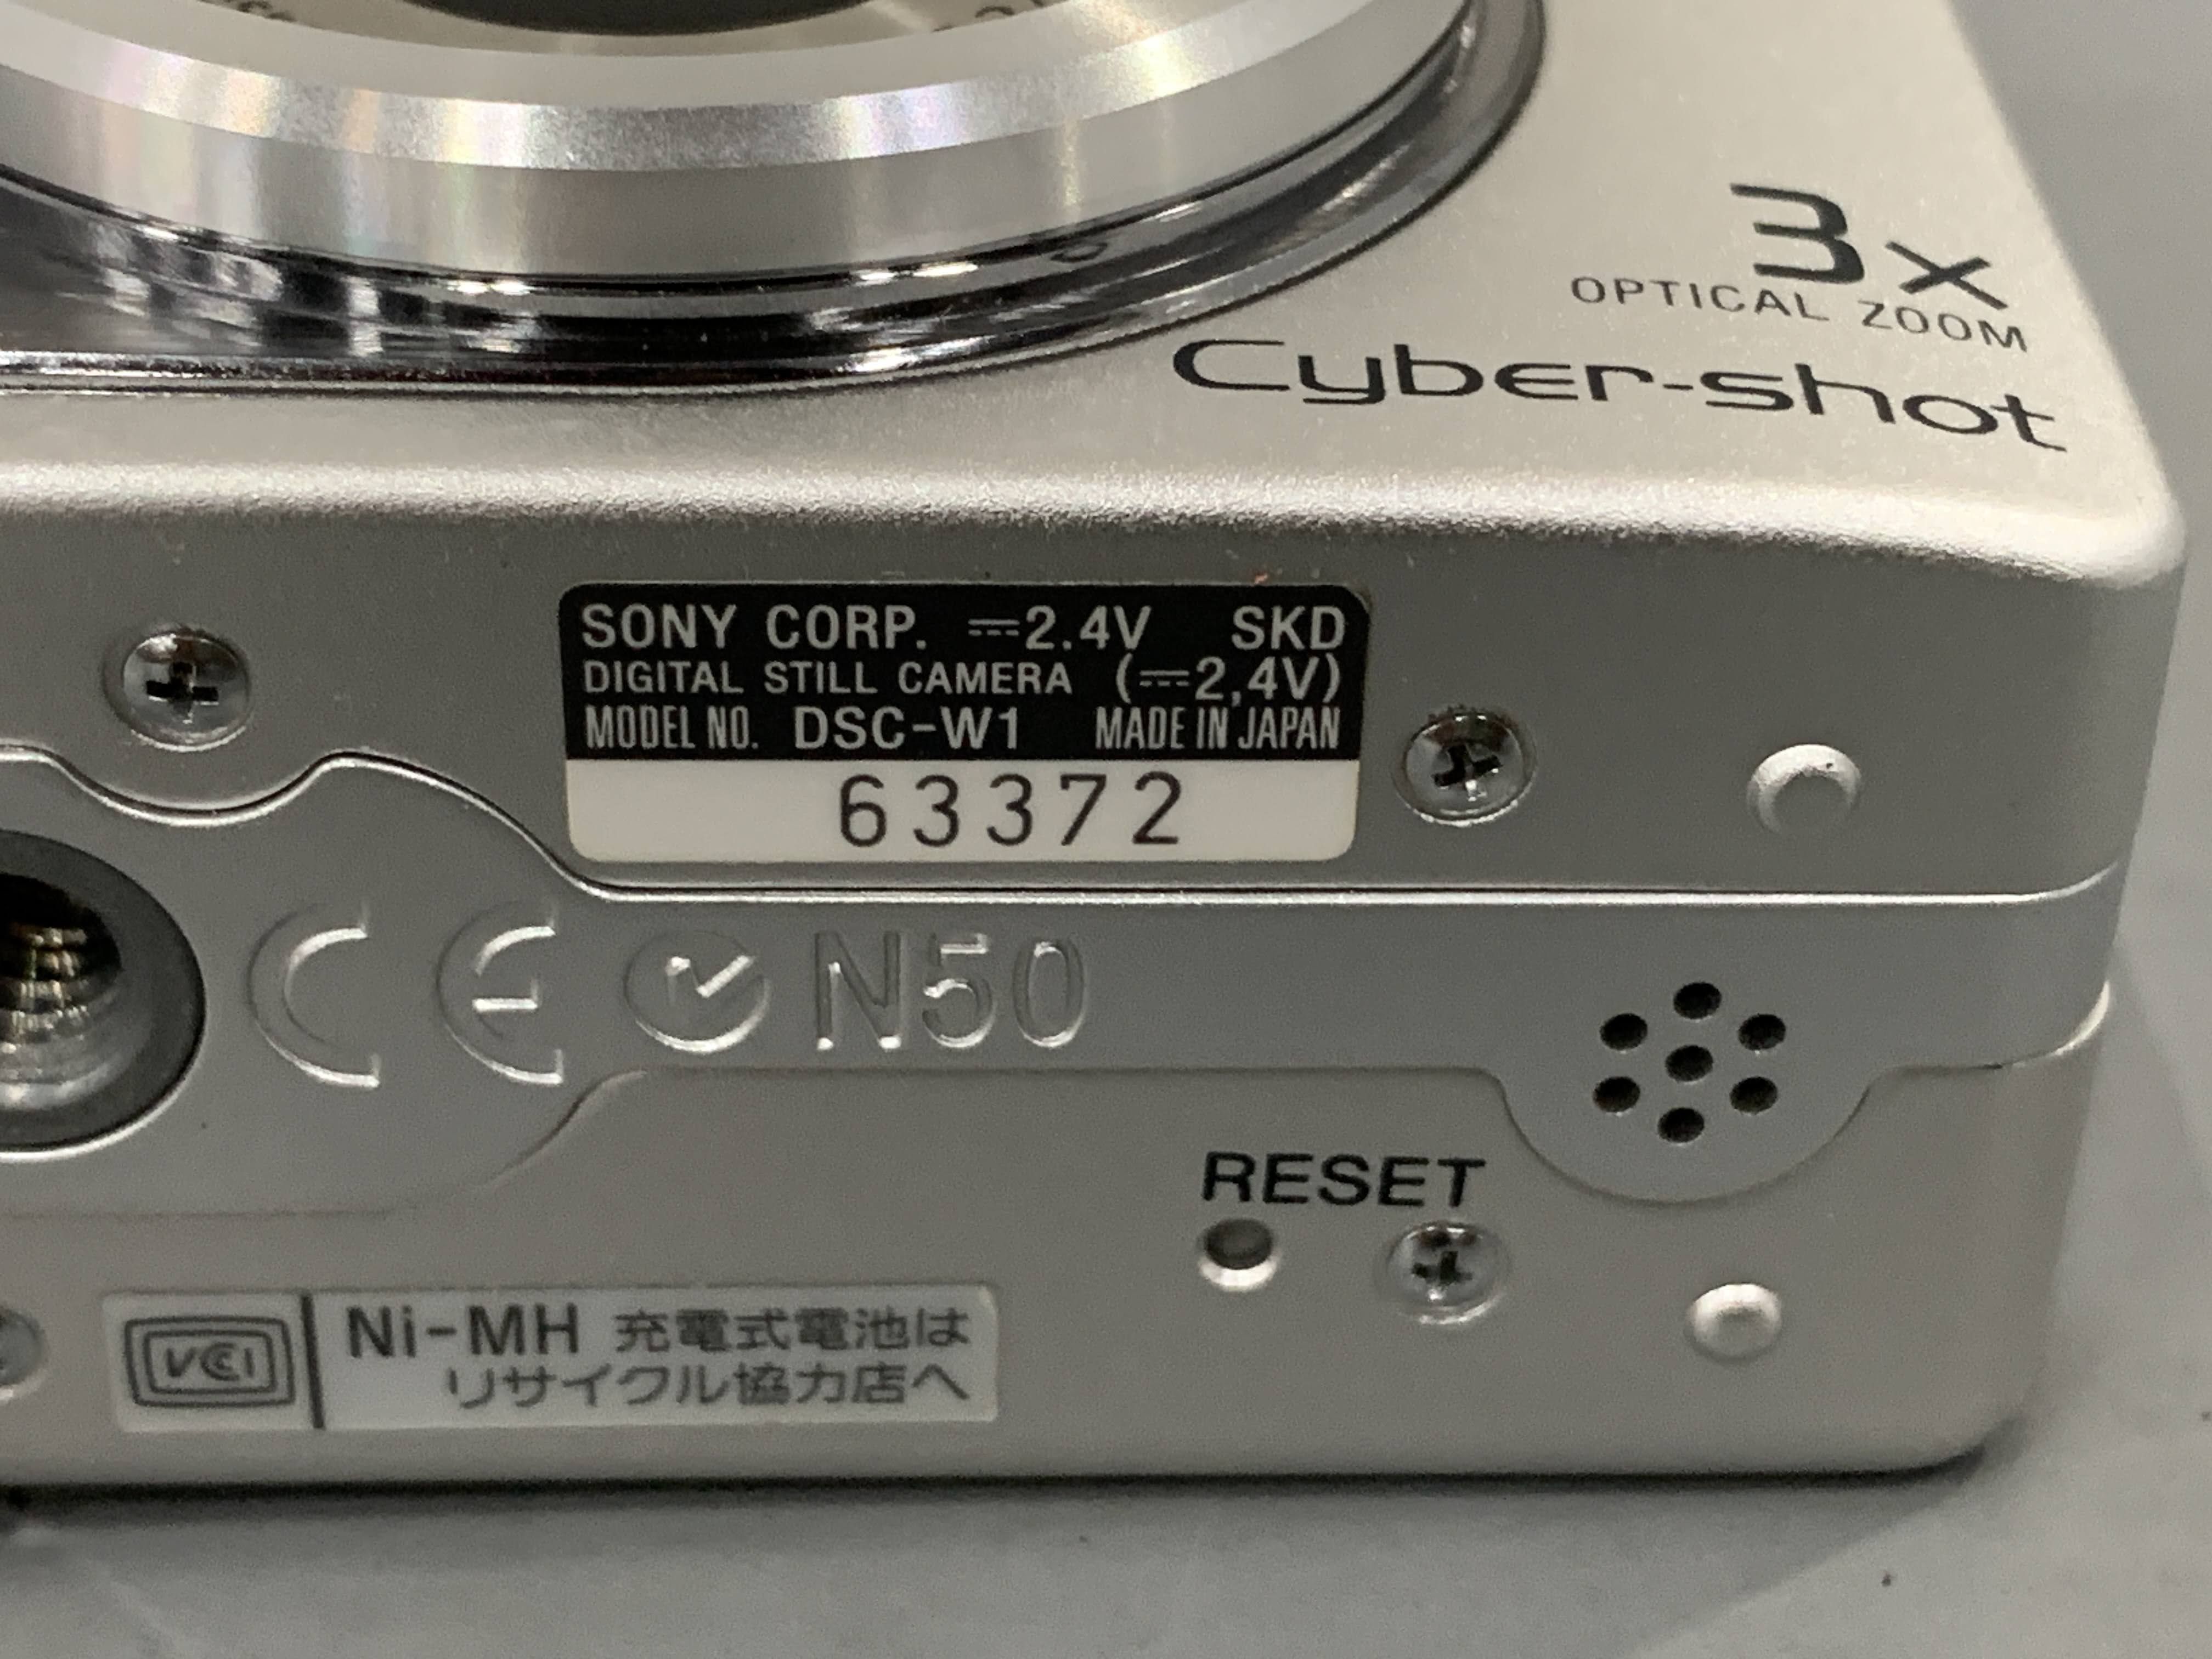 3x
OPTICAL ZOOM
Cyber-shot
SONY CORP. ⎓2.4V SKD
DIGITAL STILL CAMERA (⎓2,4V)
MODEL NO. DSC-W1 MADE IN JAPAN
63372
CE N50
RESET
VCCI
Ni-MH 充電式電池は
リサイクル協力店へ